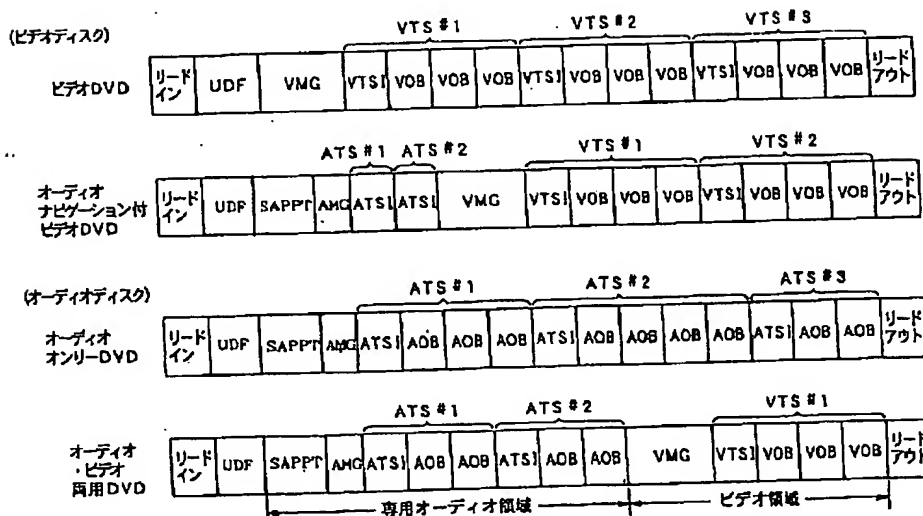 (ビデオディスク)
VTS #1 VTS #2 VTS #3
ビデオDVD リードイン UDF VMG VTSI VOB VOB VOB VTSI VOB VOB VOB VTSI VOB VOB VOB リードアウト
ATS #1 ATS #2 VTS #1 VTS #2
オーディオ
ナビゲーション付
ビデオDVD
リードイン UDF SAPPT AMG ATSI ATSI VMG VTSI VOB VOB VOB VTSI VOB VOB VOB リードアウト
(オーディオディスク)
ATS #1 ATS #2 ATS #3
オーディオ
オンリーDVD
リードイン UDF SAPPT AMG ATSI AOB AOB AOB ATSI AOB AOB AOB AOB ATSI AOB AOB リードアウト
ATS #1 ATS #2 VTS #1
オーディオ
・ビデオ
両用DVD
リードイン UDF SAPPT AMG ATSI AOB AOB ATSI AOB AOB VMG VTSI VOB VOB VOB リードアウト
専用オーディオ領域 ビデオ領域